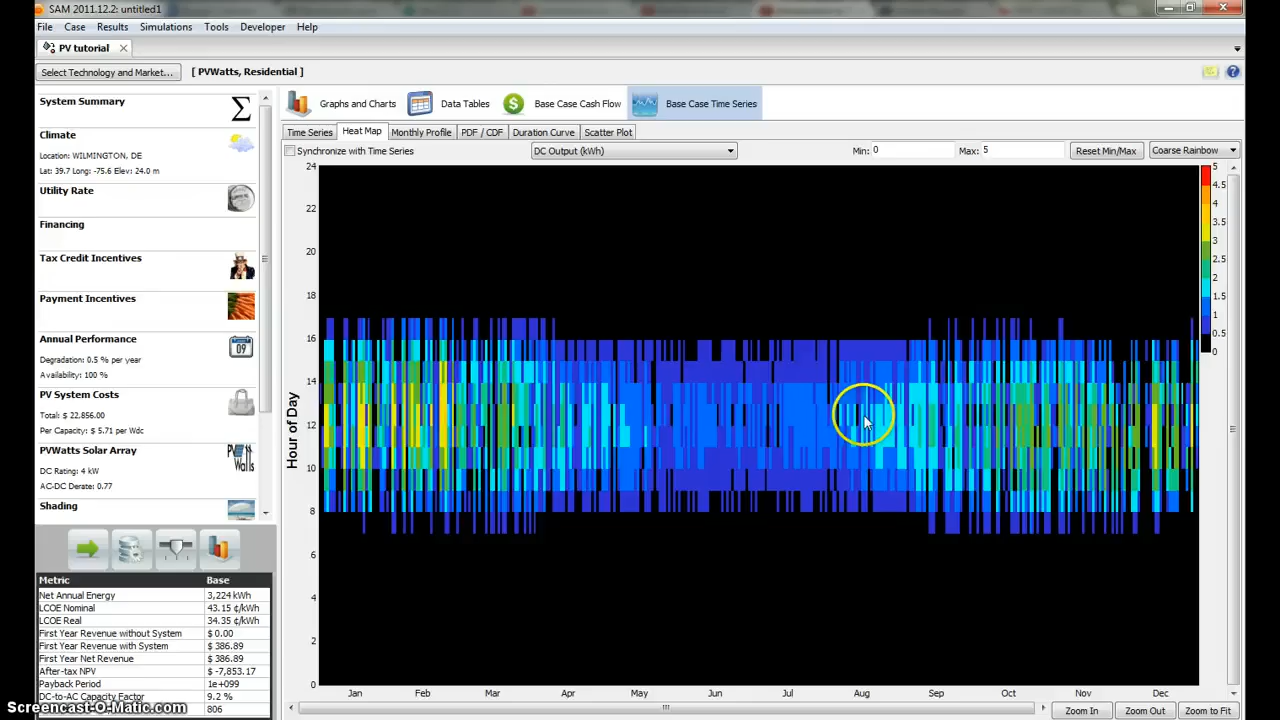 SAM 2011.12.2: untitled1
File Case Results Simulations Tools Developer Help
PV tutorial
Select Technology and Market... [ PVWatts, Residential ]
System Summary
Climate
Location: WILMINGTON, DE
Lat: 39.7 Long: -75.6 Elev: 24.0 m
Utility Rate
Financing
Tax Credit Incentives
Payment Incentives
Annual Performance
Degradation: 0.5 % per year
Availability: 100 %
09
PV System Costs
Total: $ 22,856.00
Per Capacity: $ 5.71 per Wdc
PVWatts Solar Array
DC Rating: 4 kW
AC-DC Derate: 0.77
PV Watts
Shading
Metric Base
Net Annual Energy 3,224 kWh
LCOE Nominal 43.15 ¢/kWh
LCOE Real 34.35 ¢/kWh
First Year Revenue without System $ 0.00
First Year Revenue with System $ 386.89
First Year Net Revenue $ 386.89
After-tax NPV $ -7,853.17
Payback Period 1e+099
DC-to-AC Capacity Factor 9.2 %
806
Screencast-O-Matic.com
Graphs and Charts Data Tables Base Case Cash Flow Base Case Time Series
Time Series Heat Map Monthly Profile PDF / CDF Duration Curve Scatter Plot
Synchronize with Time Series DC Output (kWh) Min: 0 Max: 5 Reset Min/Max Coarse Rainbow
24
22
20
18
16
14
12
10
8
6
4
2
0
Hour of Day
5
4.5
4
3.5
3
2.5
2
1.5
1
0.5
0
Jan Feb Mar Apr May Jun Jul Aug Sep Oct Nov Dec
Zoom In Zoom Out Zoom to Fit